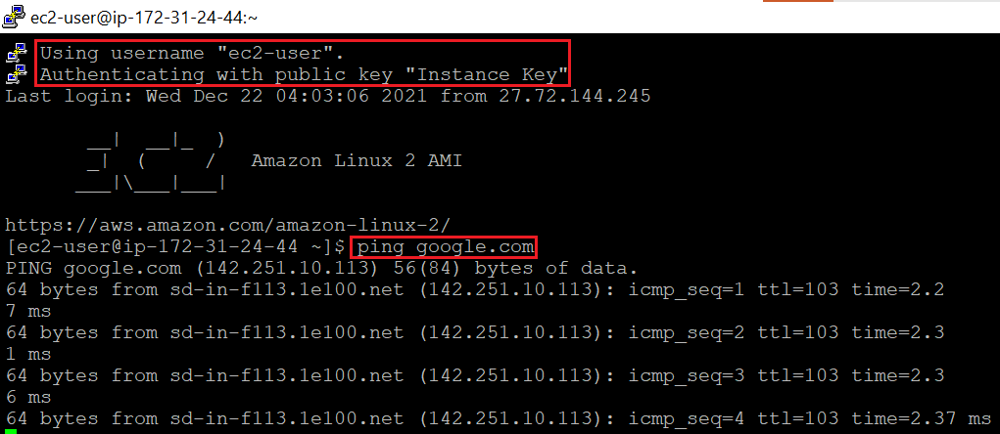 ec2-user@ip-172-31-24-44:~
Using username "ec2-user".
Authenticating with public key "Instance Key"
Last login: Wed Dec 22 04:03:06 2021 from 27.72.144.245
       __|  __|_  )
       _|  (     /   Amazon Linux 2 AMI
      ___|\___|___|
https://aws.amazon.com/amazon-linux-2/
[ec2-user@ip-172-31-24-44 ~]$ ping google.com
PING google.com (142.251.10.113) 56(84) bytes of data.
64 bytes from sd-in-f113.1e100.net (142.251.10.113): icmp_seq=1 ttl=103 time=2.2
7 ms
64 bytes from sd-in-f113.1e100.net (142.251.10.113): icmp_seq=2 ttl=103 time=2.3
1 ms
64 bytes from sd-in-f113.1e100.net (142.251.10.113): icmp_seq=3 ttl=103 time=2.3
6 ms
64 bytes from sd-in-f113.1e100.net (142.251.10.113): icmp_seq=4 ttl=103 time=2.37 ms